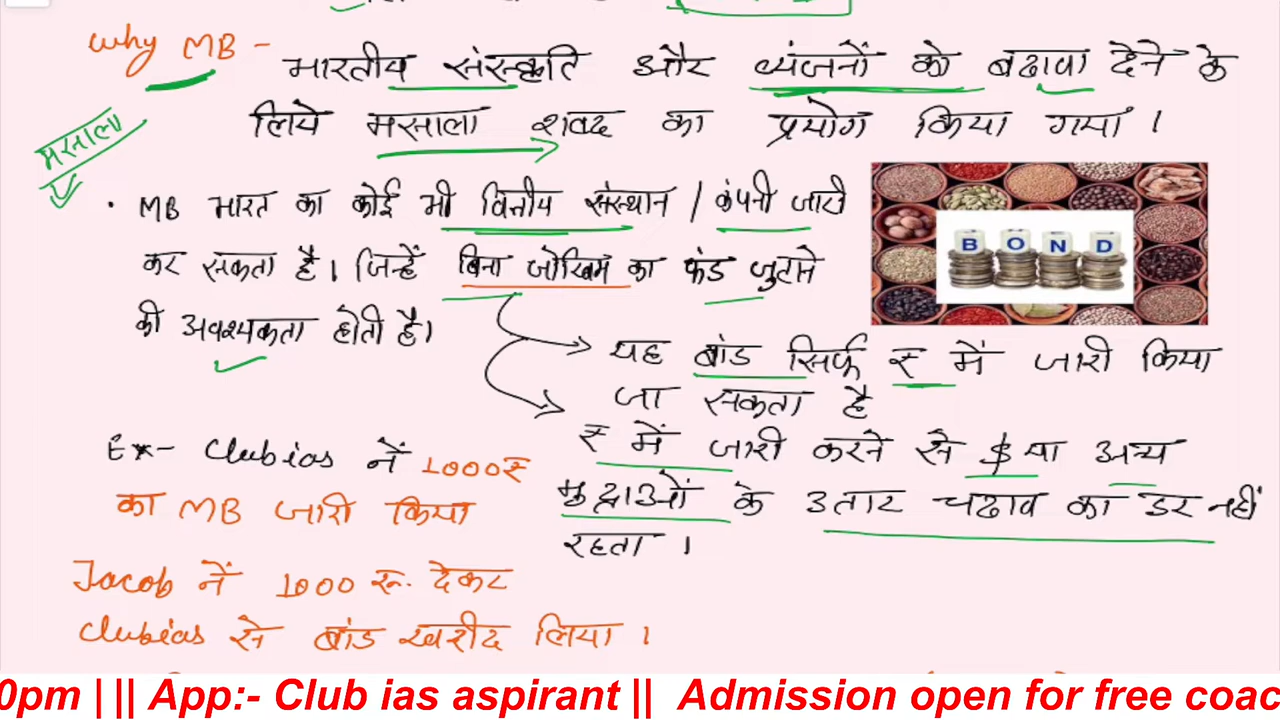 Why MB - भारतीय संस्कृति और व्यंजनों को बढावा देने के
लिये मसाला शवद का प्रयोग किया गया ।
मसाला
• MB भारत का कोई भी वित्तीय संस्थान / कंपनी जारी
कर सकता है। जिन्हें बिना जोखिम का फंड जुटाने
की अवश्यकता होती है।
BOND
यह बांड सिर्फ ₹ में जारी किया
जा सकता है
₹ में जारी करने से $ या अन्य
मुद्राओं के उतार चढाव का डर नहीं
रहता ।
Ex- Clubias नें 1000₹
का MB जारी किया
Jacob नें 1000 रू. देकर
Clubias से बांड खरीद लिया ।
0pm | || App:- Club ias aspirant || Admission open for free coac